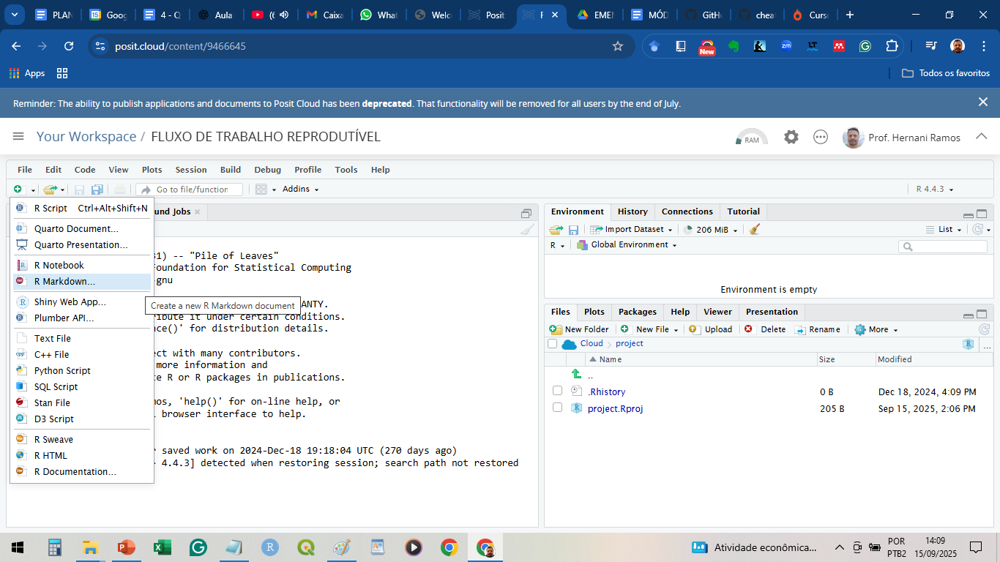 PLAN
Goog
4 - Q
Aula
(6
Caixa
What
Welc
Posit
F
EMEN
MÓD
GitHu
chea
Curs
posit.cloud/content/9466645
New
zm
LT
Apps
Todos os favoritos
Reminder: The ability to publish applications and documents to Posit Cloud has been deprecated. That functionality will be removed for all users by the end of July.
Your Workspace / FLUXO DE TRABALHO REPRODUTÍVEL
RAM
Prof. Hernani Ramos
File Edit Code View Plots Session Build Debug Profile Tools Help
Go to file/function
Addins
R 4.4.3
R Script Ctrl+Alt+Shift+N
Quarto Document...
Quarto Presentation...
R Notebook
R Markdown...
Shiny Web App...
Plumber API...
Text File
C++ File
Python Script
SQL Script
Stan File
D3 Script
R Sweave
R HTML
R Documentation...
Create a new R Markdown document
und Jobs
31) -- "Pile of Leaves"
Foundation for Statistical Computing
-gnu
ANTY.
ribute it under certain conditions.
nce()' for distribution details.
ect with many contributors.
more information and
te R or R packages in publications.
mos, 'help()' for on-line help, or
browser interface to help.
saved work on 2024-Dec-18 19:18:04 UTC (270 days ago)
4.4.3] detected when restoring session; search path not restored
Environment History Connections Tutorial
Import Dataset
206 MiB
List
R
Global Environment
Environment is empty
Files Plots Packages Help Viewer Presentation
New Folder New File Upload Delete Rename More
Cloud project
...
Name Size Modified
..
.Rhistory 0 B Dec 18, 2024, 4:09 PM
project.Rproj 205 B Sep 15, 2025, 2:06 PM
Atividade econômica...
POR
PTB2
14:09
15/09/2025